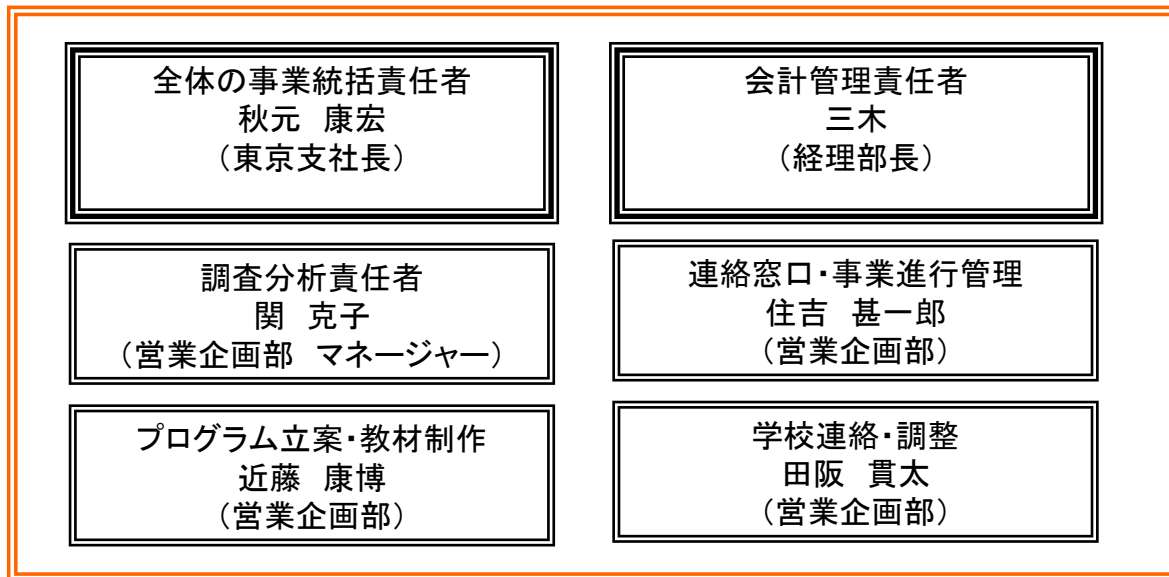 全体の事業統括責任者
秋元　康宏
（東京支社長）
会計管理責任者
三木
（経理部長）
調査分析責任者
関　克子
（営業企画部　マネージャー）
連絡窓口・事業進行管理
住吉　甚一郎
（営業企画部）
プログラム立案・教材制作
近藤　康博
（営業企画部）
学校連絡・調整
田阪　貫太
（営業企画部）